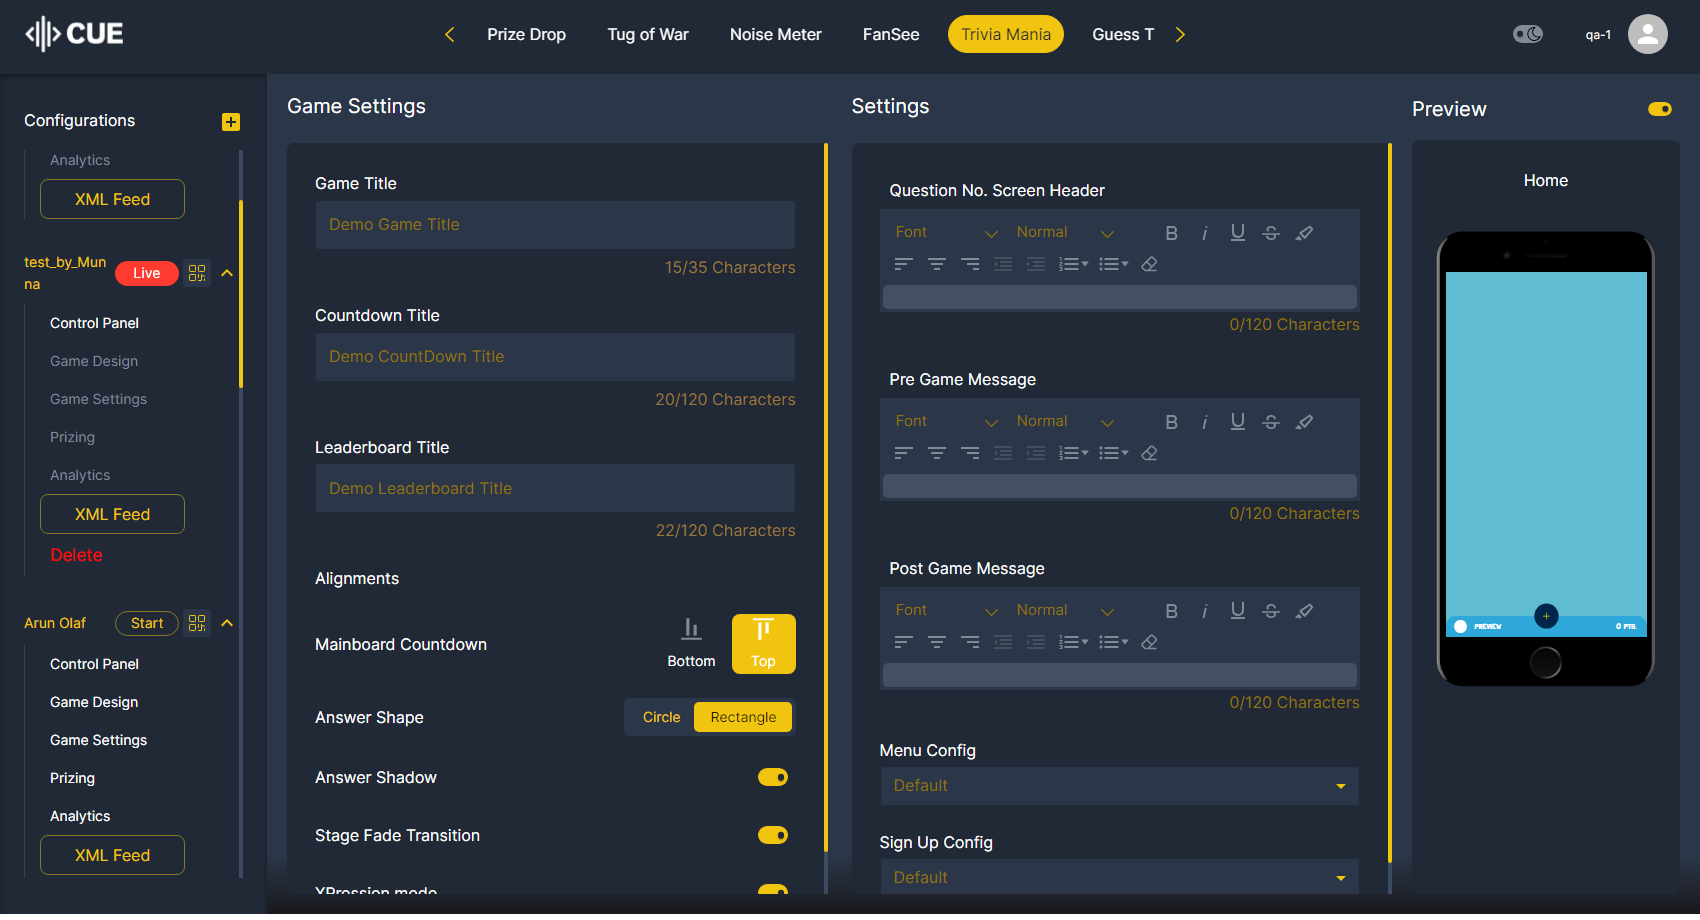 CUE
Prize Drop
Tug of War
Noise Meter
FanSee
Trivia Mania
Guess T
qa-1
Configurations
Analytics
XML Feed
test_by_Mun
na
Live
Control Panel
Game Design
Game Settings
Prizing
Analytics
XML Feed
Delete
Arun Olaf
Start
Control Panel
Game Design
Game Settings
Prizing
Analytics
XML Feed
Game Settings
Game Title
Demo Game Title
15/35 Characters
Countdown Title
Demo CountDown Title
20/120 Characters
Leaderboard Title
Demo Leaderboard Title
22/120 Characters
Alignments
Mainboard Countdown
Bottom
Top
Answer Shape
Circle
Rectangle
Answer Shadow
Stage Fade Transition
XPression mode
Settings
Question No. Screen Header
Font
Normal
B i U S
0/120 Characters
Pre Game Message
Font
Normal
B i U S
0/120 Characters
Post Game Message
Font
Normal
B i U S
0/120 Characters
Menu Config
Default
Sign Up Config
Default
Preview
Home
PREVIEW
0 PTS.